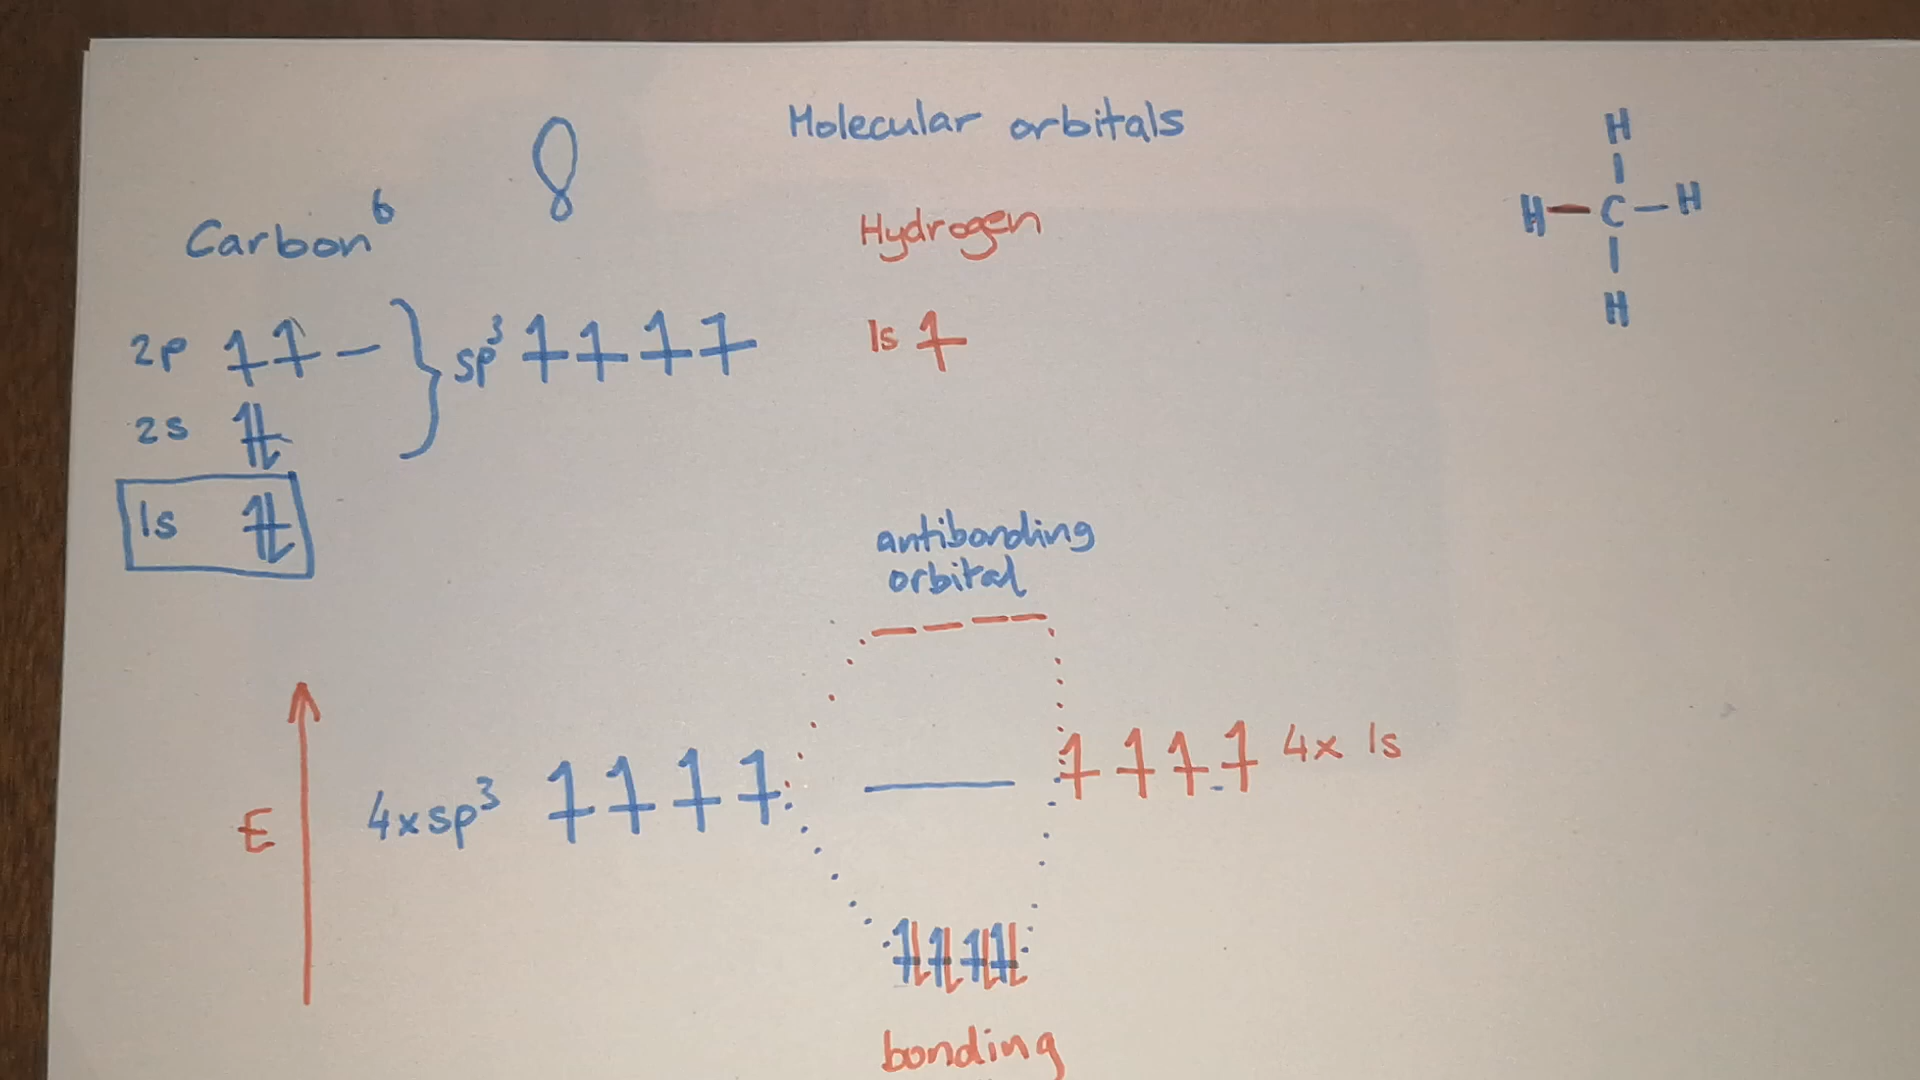 Molecular orbitals
Carbon⁶
Hydrogen
2p
sp³
1s
2s
1s
H
H C H
H
antibonding
orbital
E
4xsp³
4x 1s
bonding